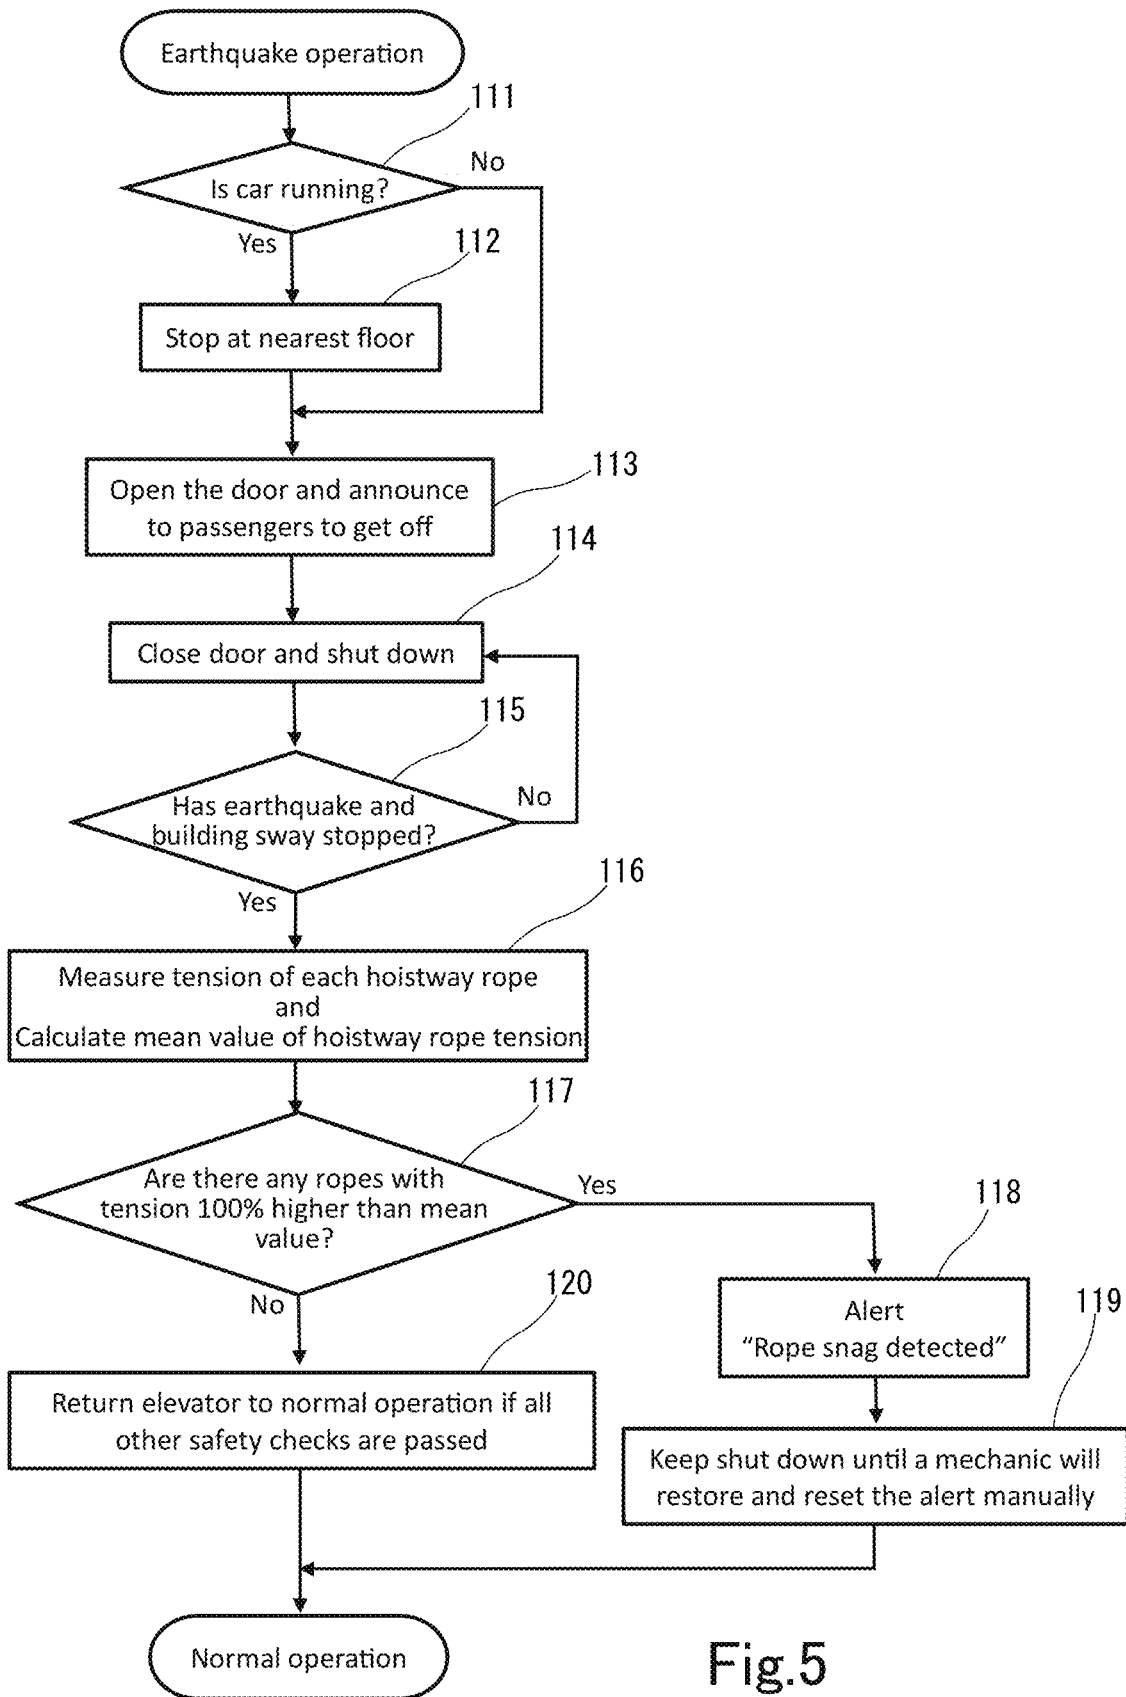 Earthquake operation
111
Is car running?
No
Yes
112
Stop at nearest floor
113
Open the door and announce
to passengers to get off
114
Close door and shut down
115
Has earthquake and
building sway stopped?
No
Yes
116
Measure tension of each hoistway rope
and
Calculate mean value of hoistway rope tension
117
Are there any ropes with
tension 100% higher than mean
value?
Yes
118
No
120
Alert
"Rope snag detected"
119
Return elevator to normal operation if all
other safety checks are passed
Keep shut down until a mechanic will
restore and reset the alert manually
Normal operation
Fig.5